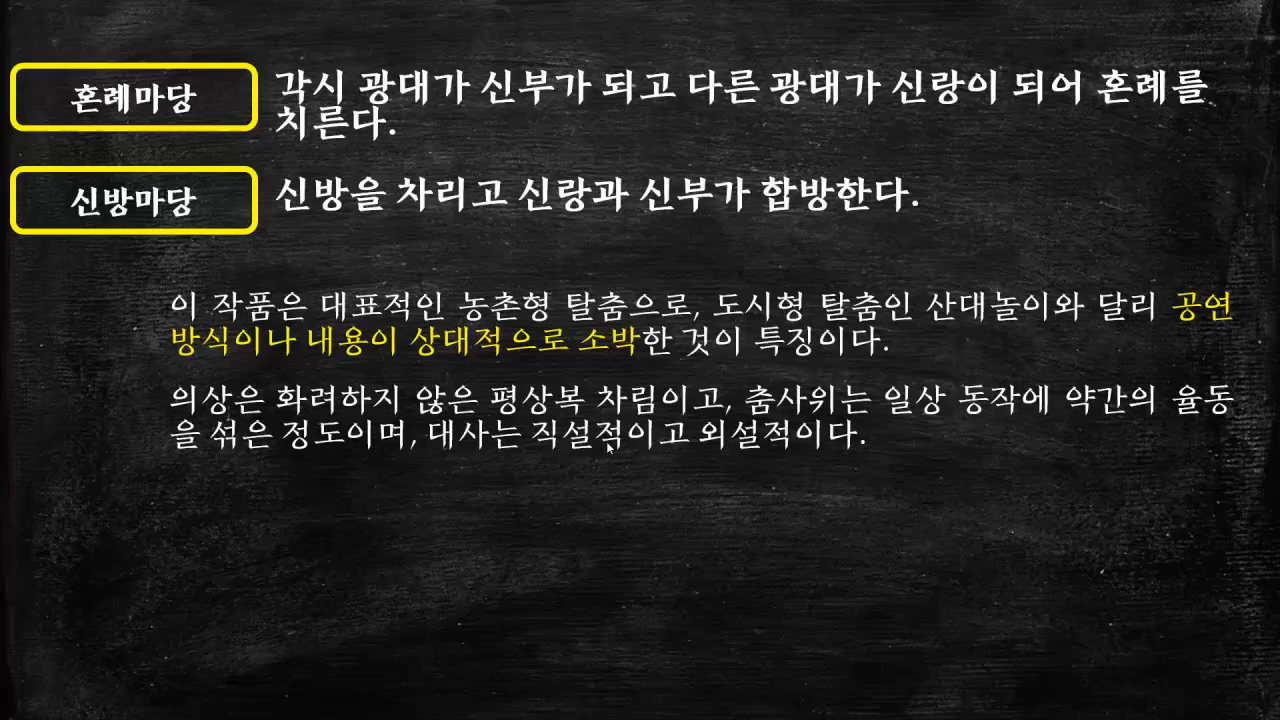 혼례마당
각시 광대가 신부가 되고 다른 광대가 신랑이 되어 혼례를
치른다.
신방마당
신방을 차리고 신랑과 신부가 합방한다.
이 작품은 대표적인 농촌형 탈춤으로, 도시형 탈춤인 산대놀이와 달리 공연
방식이나 내용이 상대적으로 소박한 것이 특징이다.
의상은 화려하지 않은 평상복 차림이고, 춤사위는 일상 동작에 약간의 율동
을 섞은 정도이며, 대사는 직설적이고 외설적이다.